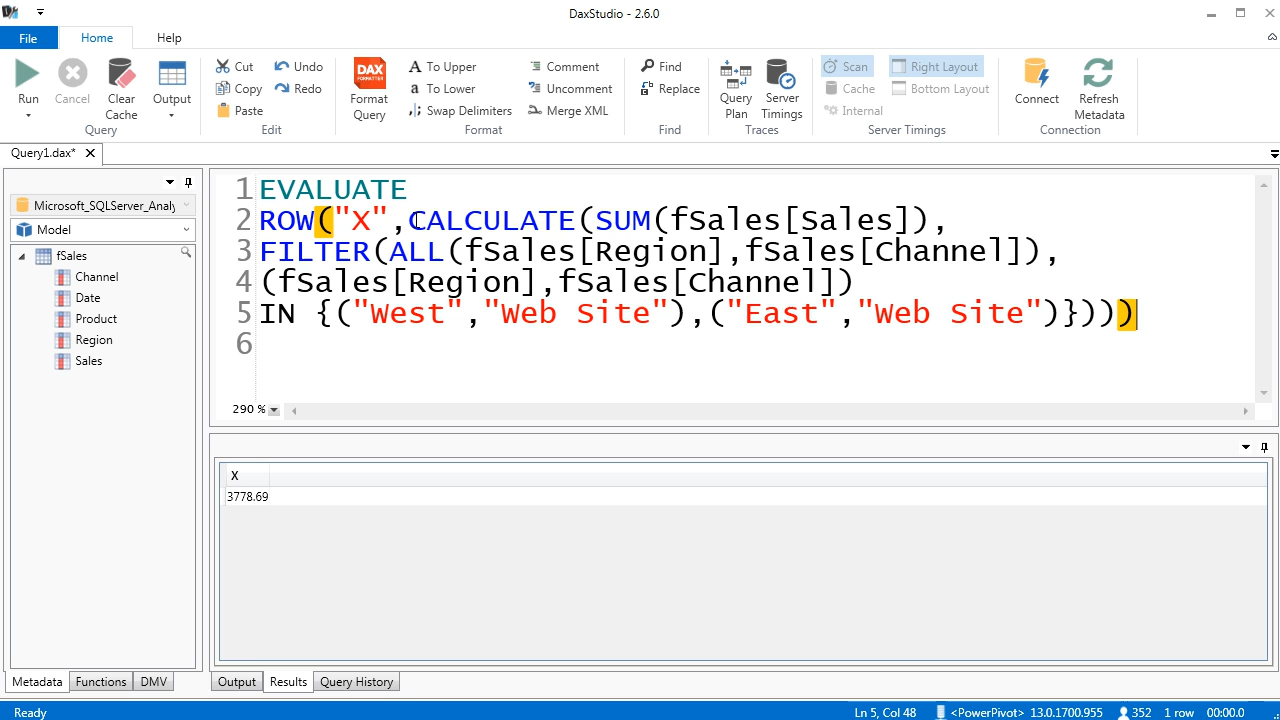 DaxStudio - 2.6.0
File Home Help
Run
Cancel
Clear Cache
Output
Query
Cut
Copy
Paste
Undo
Redo
Edit
DAX
FORMATTER
Format Query
To Upper
To Lower
Swap Delimiters
Comment
Uncomment
Merge XML
Format
Find
Replace
Find
Query Plan
Server Timings
Traces
Scan
Cache
Internal
Right Layout
Bottom Layout
Server Timings
Connect
Refresh Metadata
Connection
Query1.dax*
Microsoft_SQLServer_Analy
Model
fSales
Channel
Date
Product
Region
Sales
1 EVALUATE
2 ROW("X",CALCULATE(SUM(fSales[Sales]),
3 FILTER(ALL(fSales[Region],fSales[Channel]),
4 (fSales[Region],fSales[Channel])
5 IN {("West","Web Site"),("East","Web Site")})))
6
290 %
X
3778.69
Metadata Functions DMV
Output Results Query History
Ready
Ln 5, Col 48 <PowerPivot> 13.0.1700.955 352 1 row 00:00.0